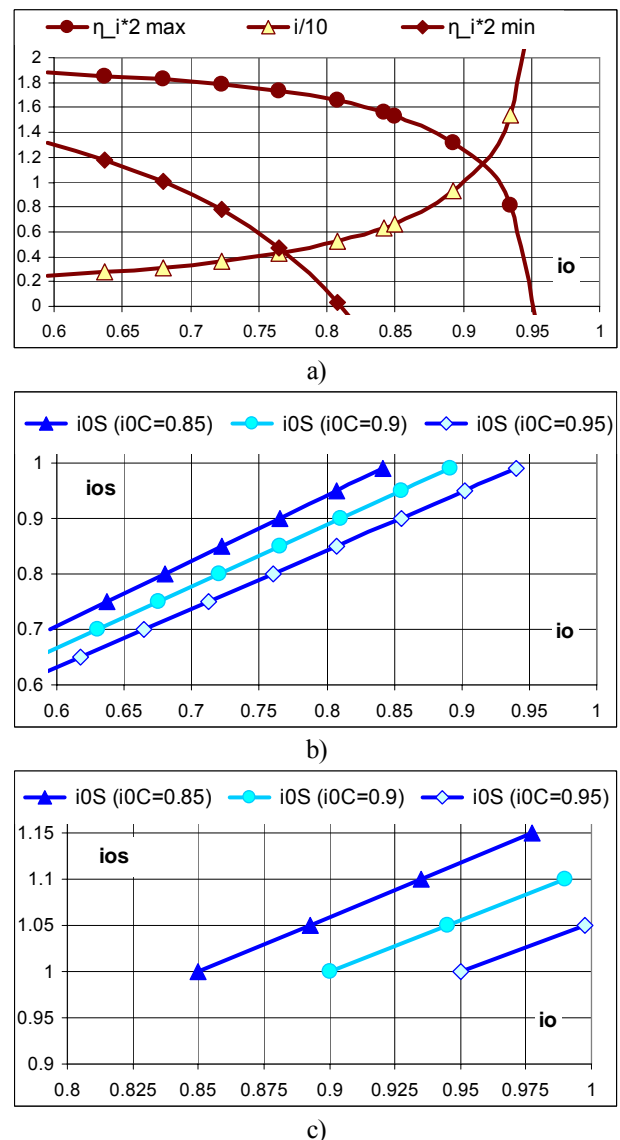 η_i*2 max i/10 η_i*2 min
2
1.8
1.6
1.4
1.2
1
0.8
0.6
0.4
0.2
0
io
0.6 0.65 0.7 0.75 0.8 0.85 0.9 0.95 1
a)
i0S (i0C=0.85) i0S (i0C=0.9) i0S (i0C=0.95)
1
ios
0.9
0.8
0.7
io
0.6
0.6 0.65 0.7 0.75 0.8 0.85 0.9 0.95 1
b)
i0S (i0C=0.85) i0S (i0C=0.9) i0S (i0C=0.95)
1.15
ios
1.10
1.05
1
0.95
io
0.9
0.8 0.825 0.85 0.875 0.9 0.925 0.95 0.975 1
c)